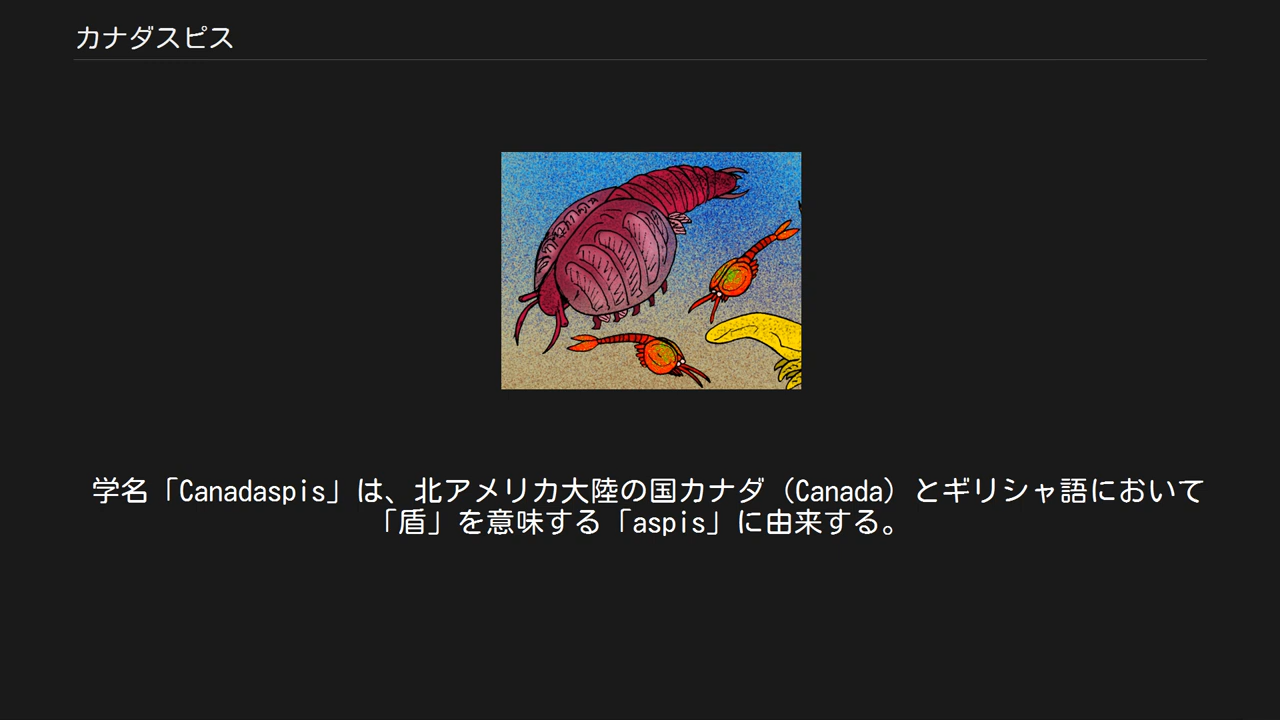 カナダスピス
学名「Canadaspis」は、北アメリカ大陸の国カナダ（Canada）とギリシャ語において
「盾」を意味する「aspis」に由来する。